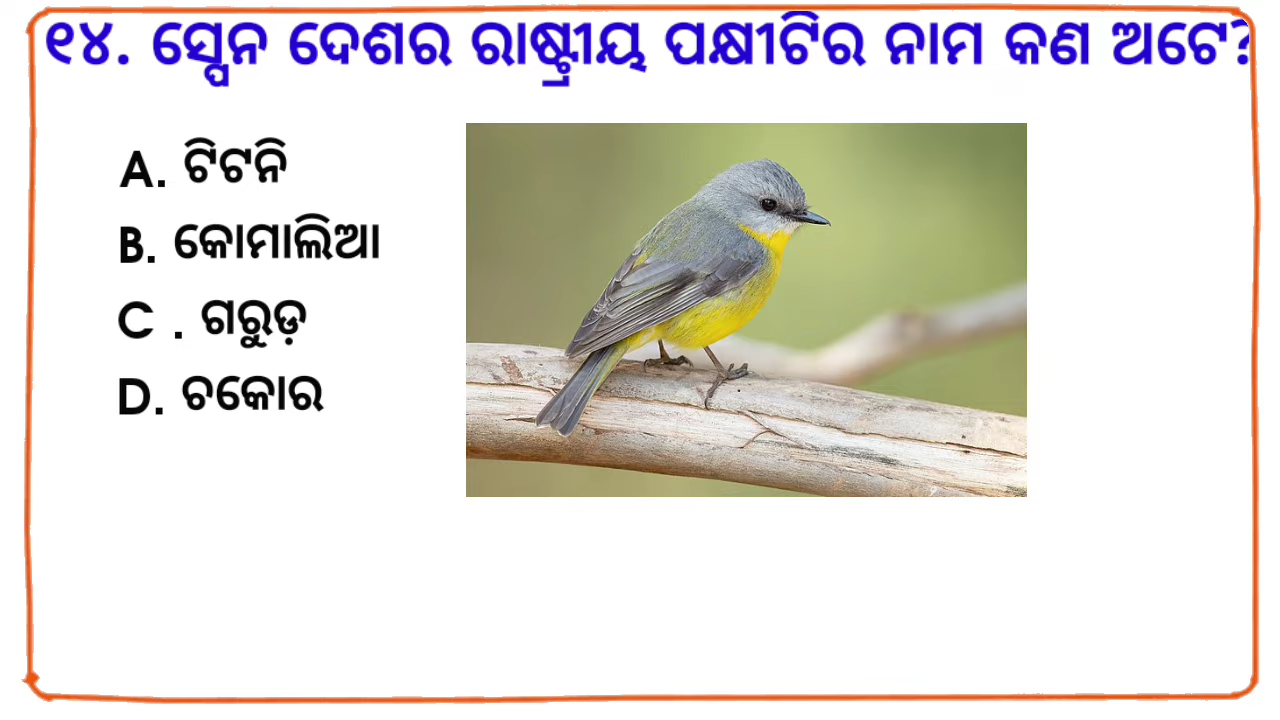 ୧୪. ସ୍ପେନ ଦେଶର ରାଷ୍ଟ୍ରୀୟ ପକ୍ଷୀଟିର ନାମ କଣ ଅଟେ?
A. ଟିଟନି
B. କୋମାଲିଆ
C . ଗରୁଡ଼
D. ଚକୋର